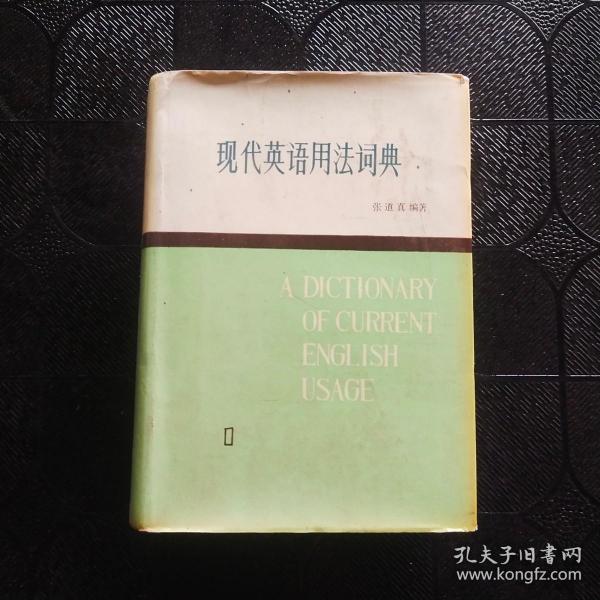 现代英语用法词典
张道真编著
A DICTIONARY
OF CURRENT
ENGLISH
USAGE
孔夫子旧书网
www.kongfz.com